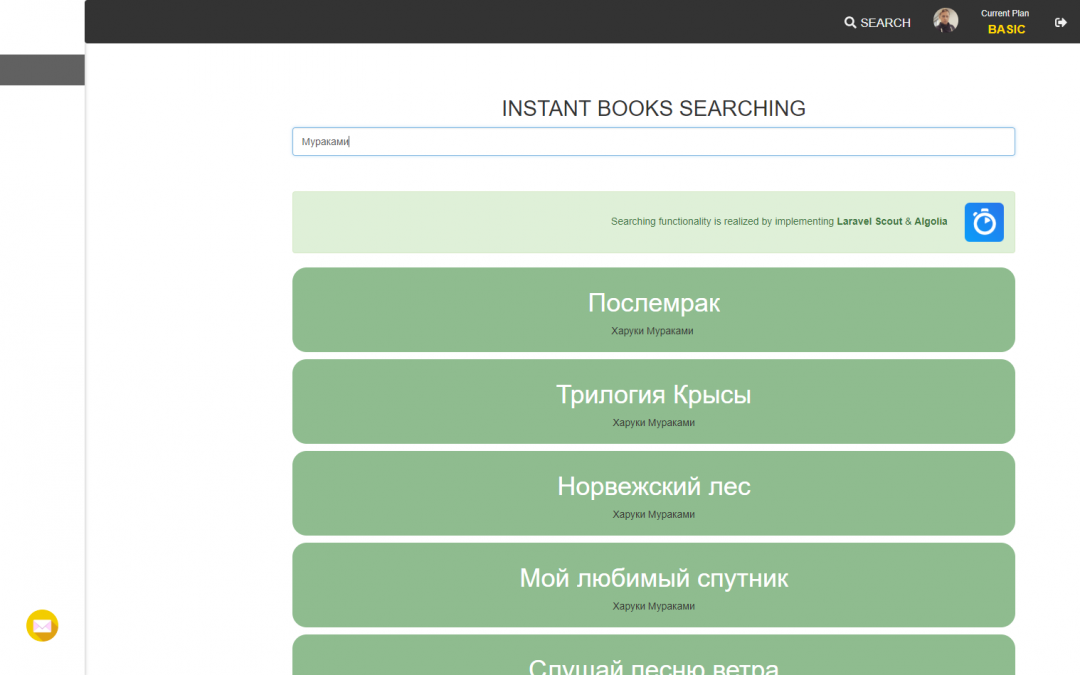 SEARCH
Current Plan
BASIC
INSTANT BOOKS SEARCHING
Мураками
Searching functionality is realized by implementing Laravel Scout & Algolia
Послемрак
Харуки Мураками
Трилогия Крысы
Харуки Мураками
Норвежский лес
Харуки Мураками
Мой любимый спутник
Харуки Мураками
Слушай песню ветра